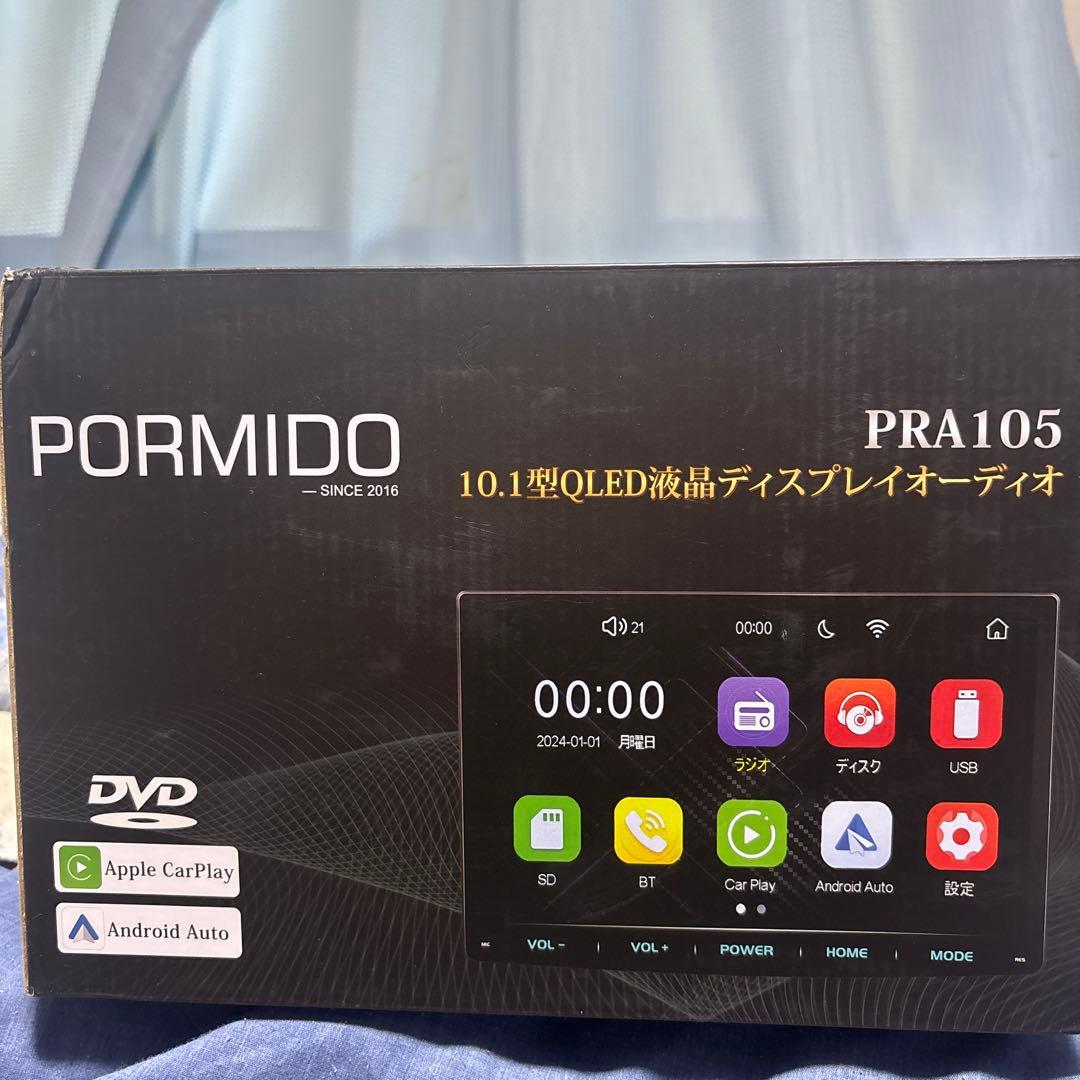 PORMIDO
— SINCE 2016
PRA105
10.1型QLED液晶ディスプレイオーディオ
21
00:00
00:00
2024-01-01 月曜日
ラジオ
ディスク
USB
SD
BT
Car Play
Android Auto
設定
MIC
VOL -
VOL +
POWER
HOME
MODE
RES
DVD
Apple CarPlay
Android Auto